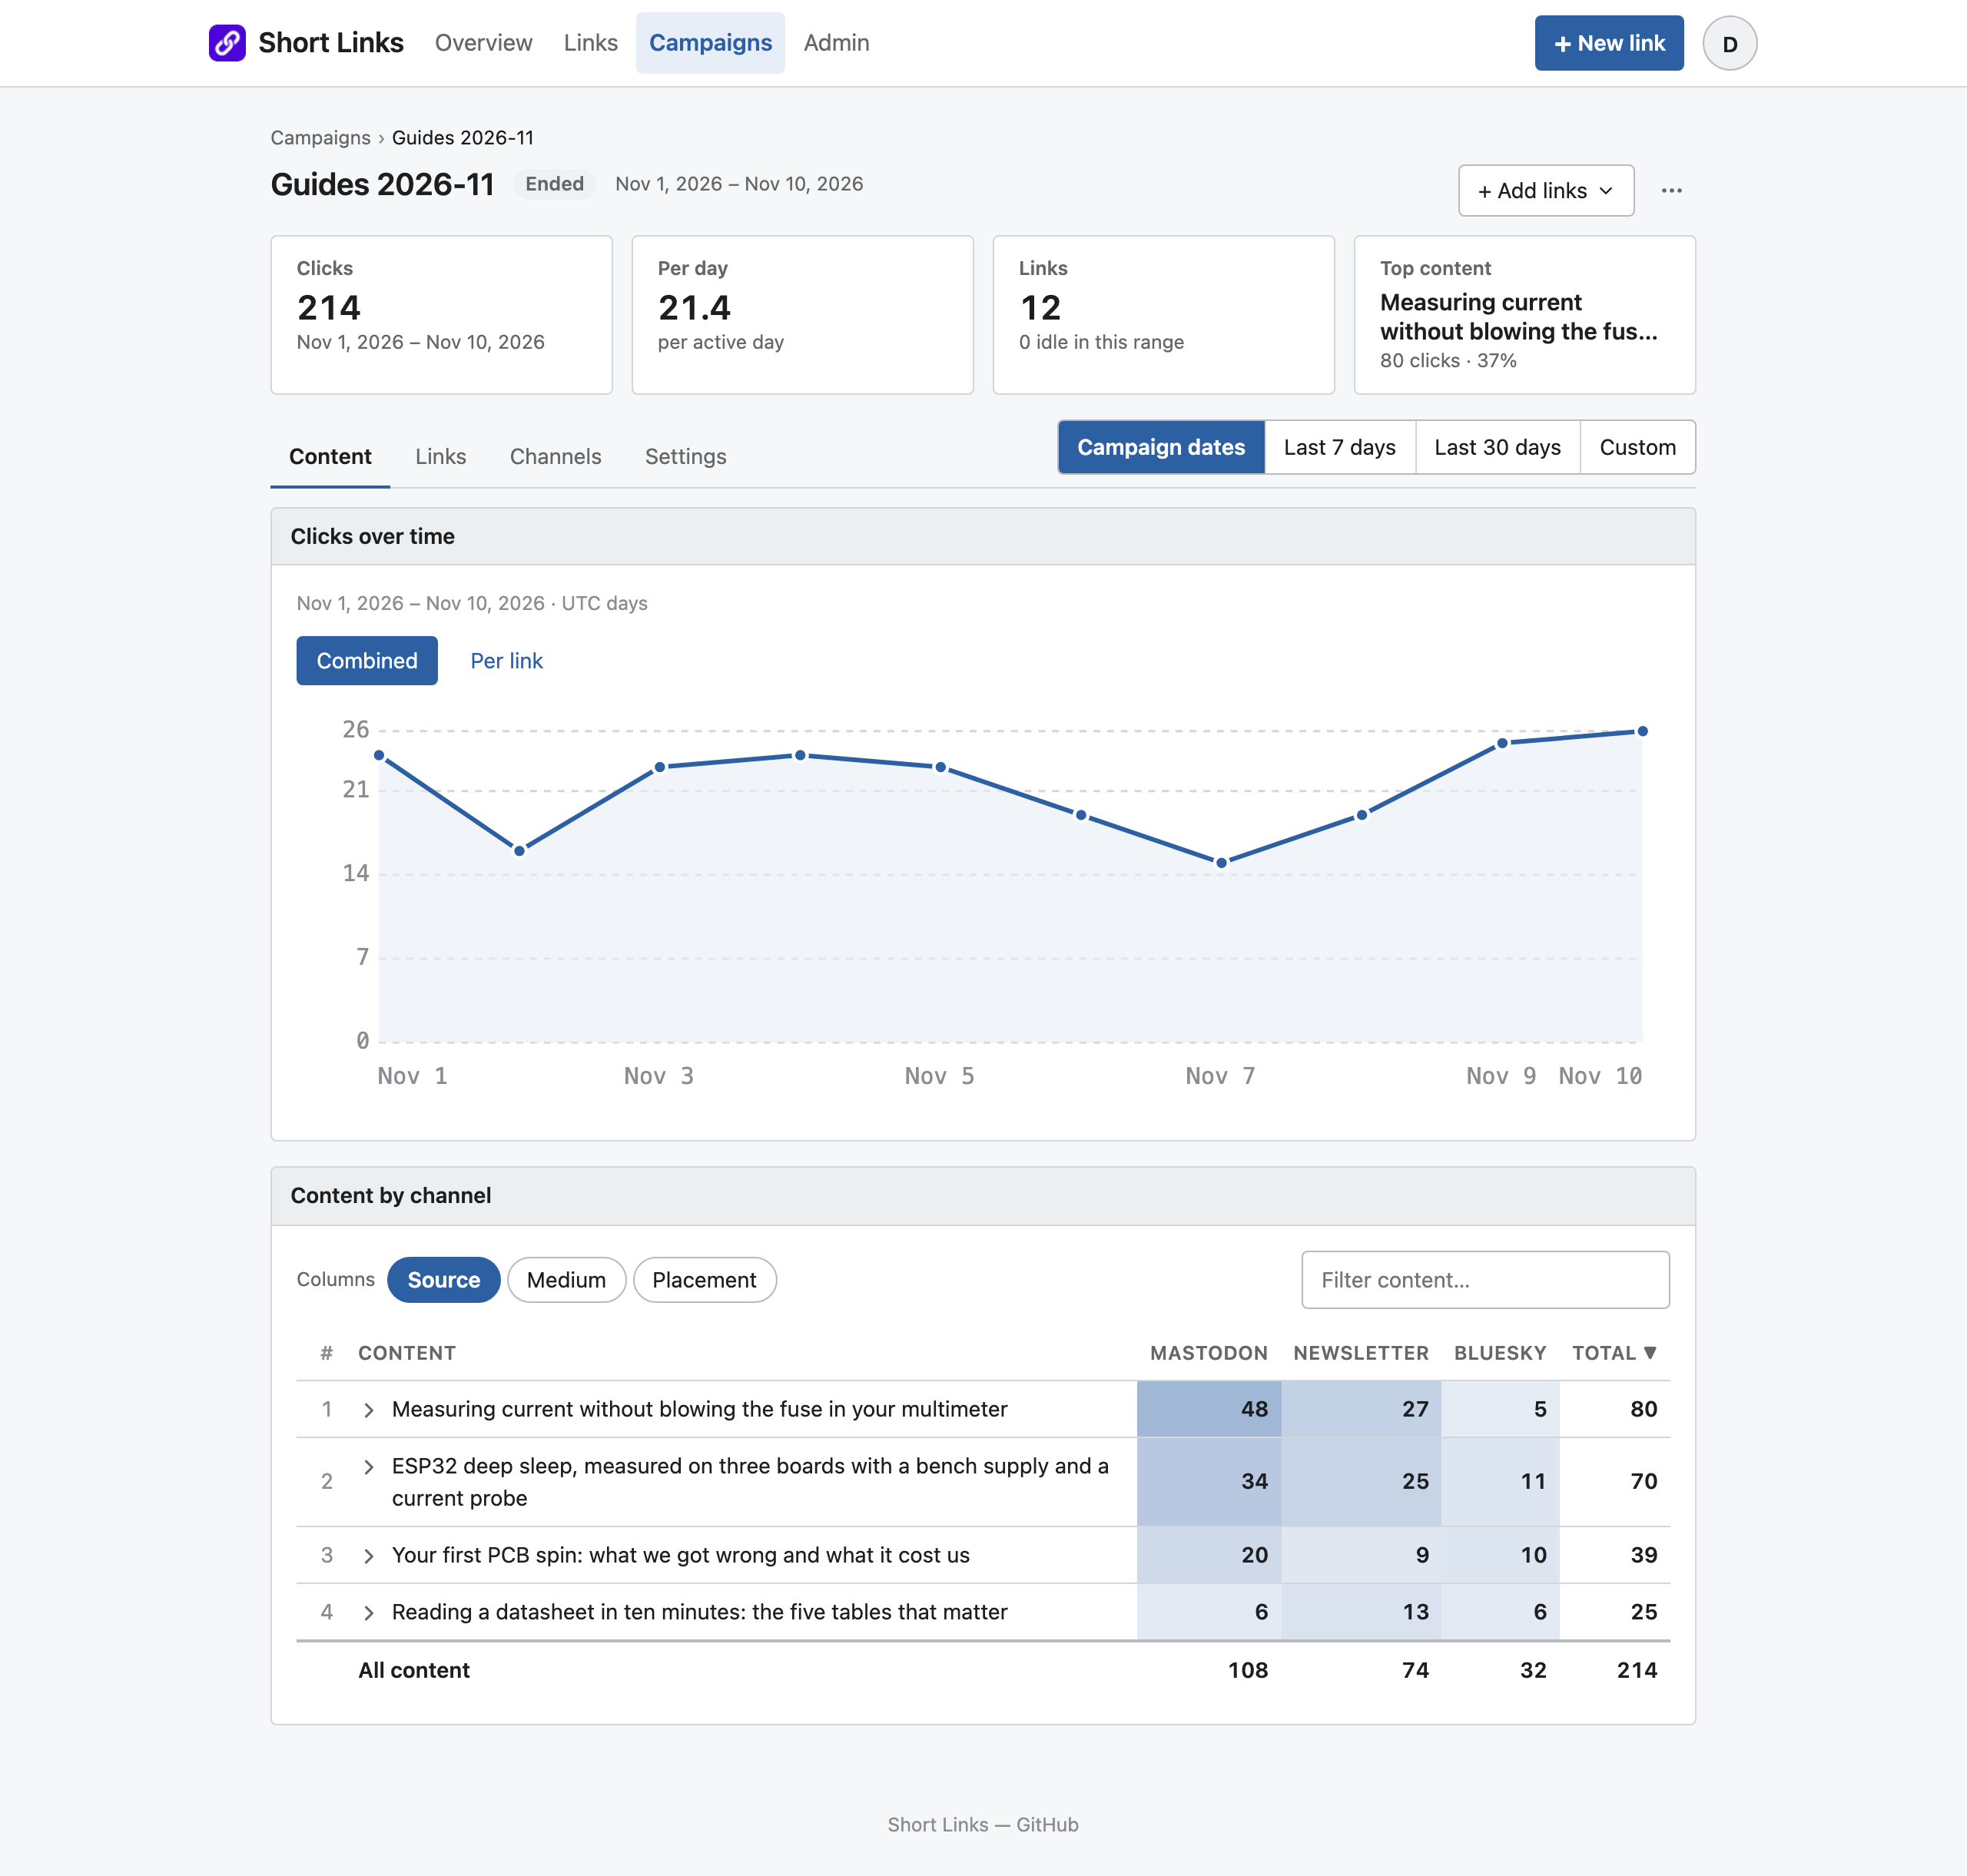 Short Links Overview Links Campaigns Admin + New link D
Campaigns › Guides 2026-11
Guides 2026-11 Ended Nov 1, 2026 – Nov 10, 2026 + Add links ...
Clicks
214
Nov 1, 2026 – Nov 10, 2026
Per day
21.4
per active day
Links
12
0 idle in this range
Top content
Measuring current
without blowing the fus...
80 clicks · 37%
Content Links Channels Settings
Campaign dates Last 7 days Last 30 days Custom
Clicks over time
Nov 1, 2026 – Nov 10, 2026 · UTC days
Combined Per link
26
21
14
7
0
Nov 1 Nov 3 Nov 5 Nov 7 Nov 9 Nov 10
Content by channel
Columns Source Medium Placement Filter content...
# CONTENT MASTODON NEWSLETTER BLUESKY TOTAL ▼
1 Measuring current without blowing the fuse in your multimeter 48 27 5 80
2 ESP32 deep sleep, measured on three boards with a bench supply and a
current probe 34 25 11 70
3 Your first PCB spin: what we got wrong and what it cost us 20 9 10 39
4 Reading a datasheet in ten minutes: the five tables that matter 6 13 6 25
All content 108 74 32 214
Short Links — GitHub